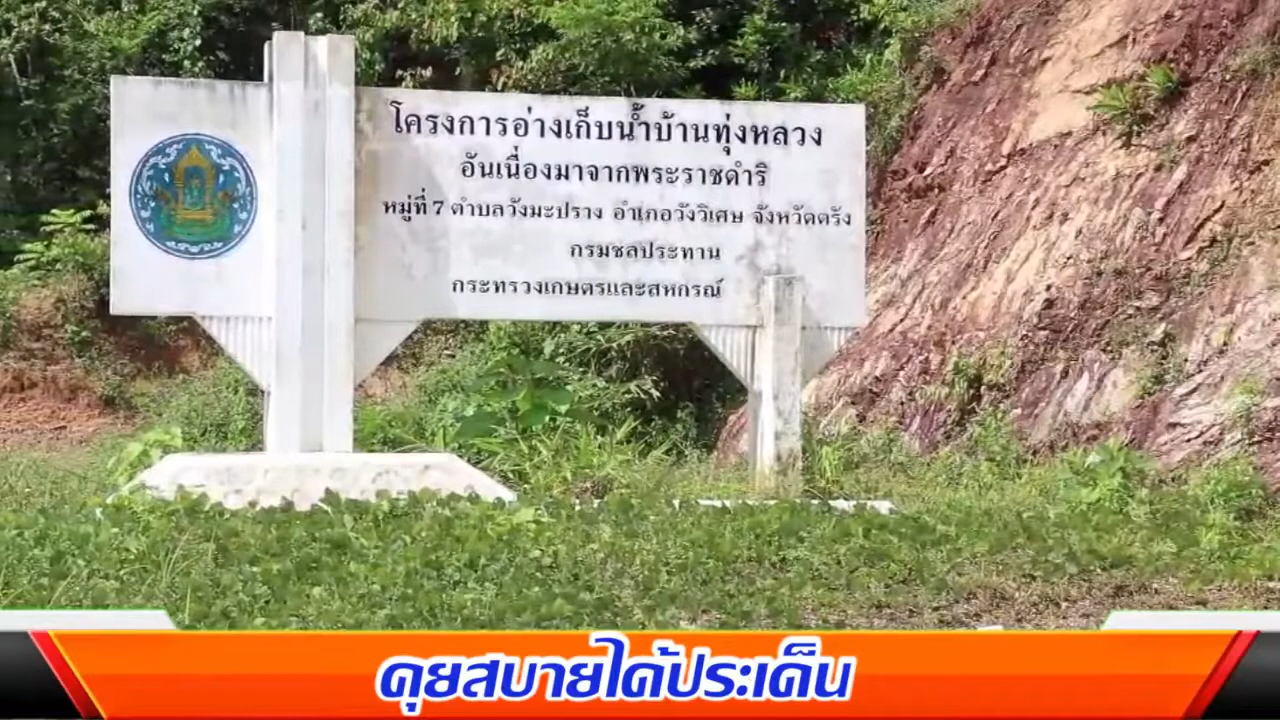 โครงการอ่างเก็บน้ำบ้านทุ่งหลวง
อันเนื่องมาจากพระราชดำริ
หมู่ที่ 7 ตำบลวังมะปราง อำเภอวังวิเศษ จังหวัดตรัง
กรมชลประทาน
กระทรวงเกษตรและสหกรณ์
คุยสบายได้ประเด็น